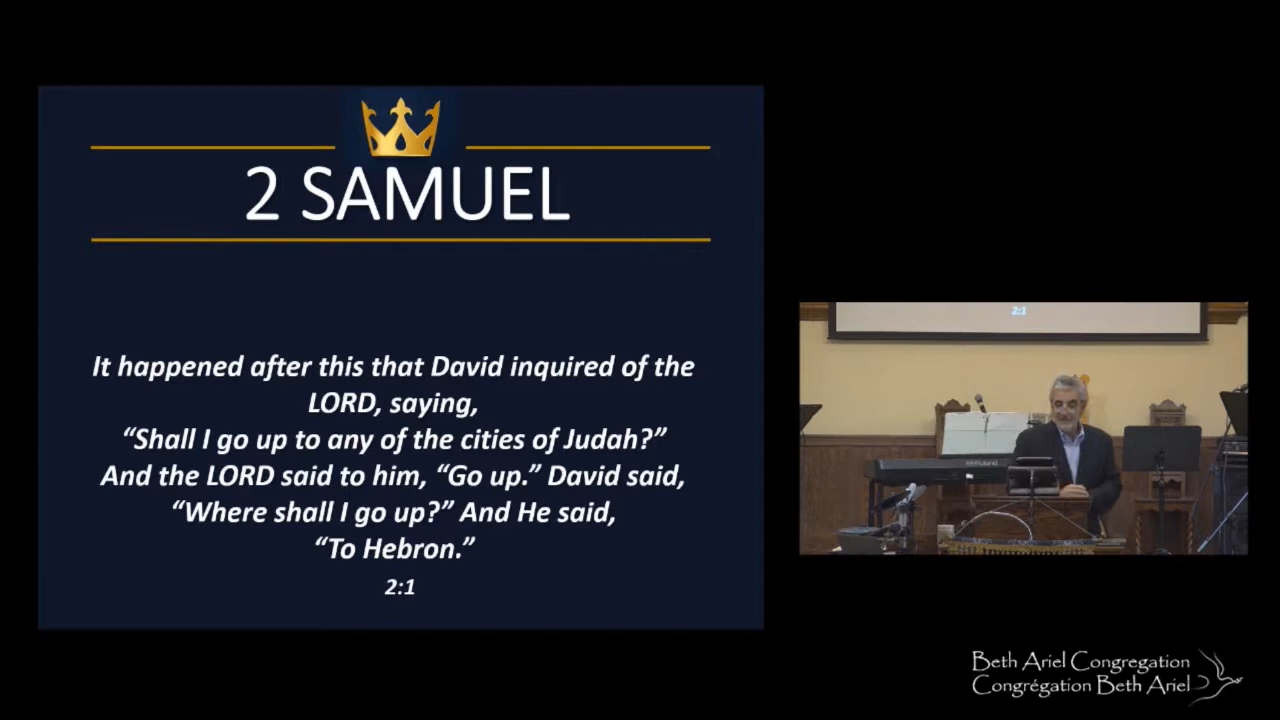 2 SAMUEL
It happened after this that David inquired of the
LORD, saying,
“Shall I go up to any of the cities of Judah?”
And the LORD said to him, “Go up.” David said,
“Where shall I go up?” And He said,
“To Hebron.”
2:1
2:1
Roland
Beth Ariel Congregation
Congrégation Beth Ariel